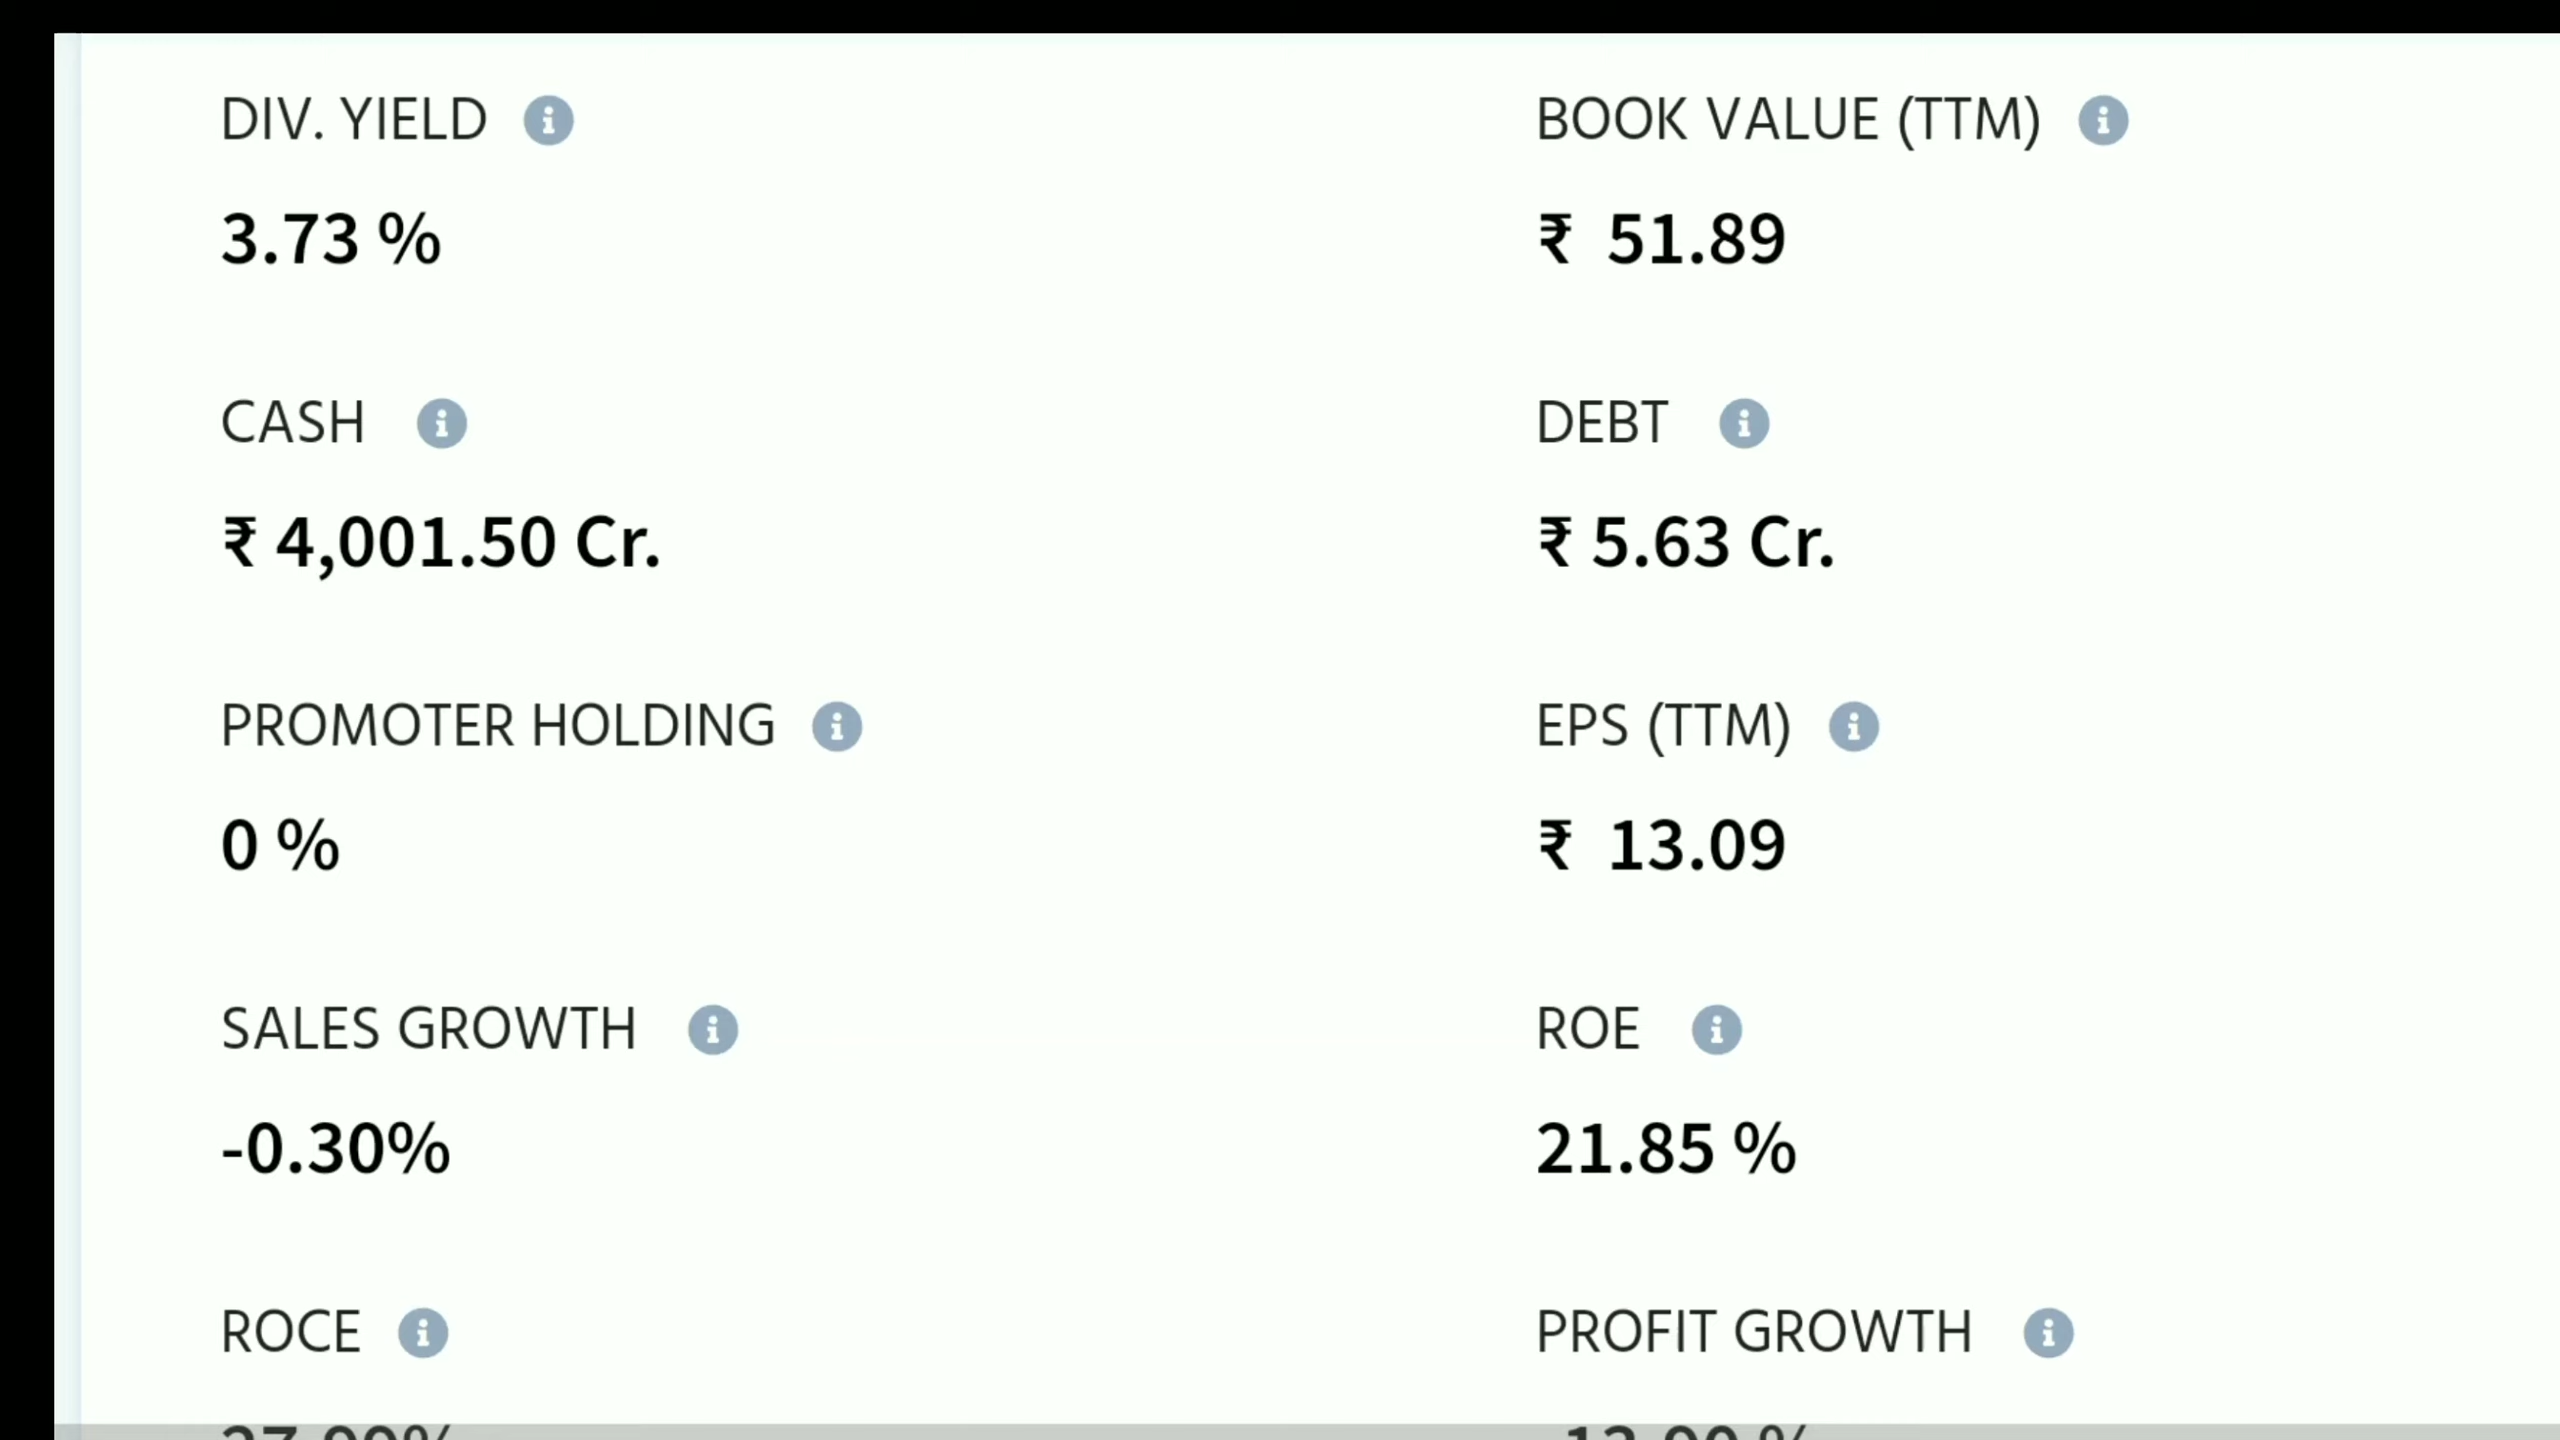 DIV. YIELD
3.73 %
BOOK VALUE (TTM)
₹ 51.89
CASH
₹ 4,001.50 Cr.
DEBT
₹ 5.63 Cr.
PROMOTER HOLDING
0 %
EPS (TTM)
₹ 13.09
SALES GROWTH
-0.30%
ROE
21.85 %
ROCE
PROFIT GROWTH